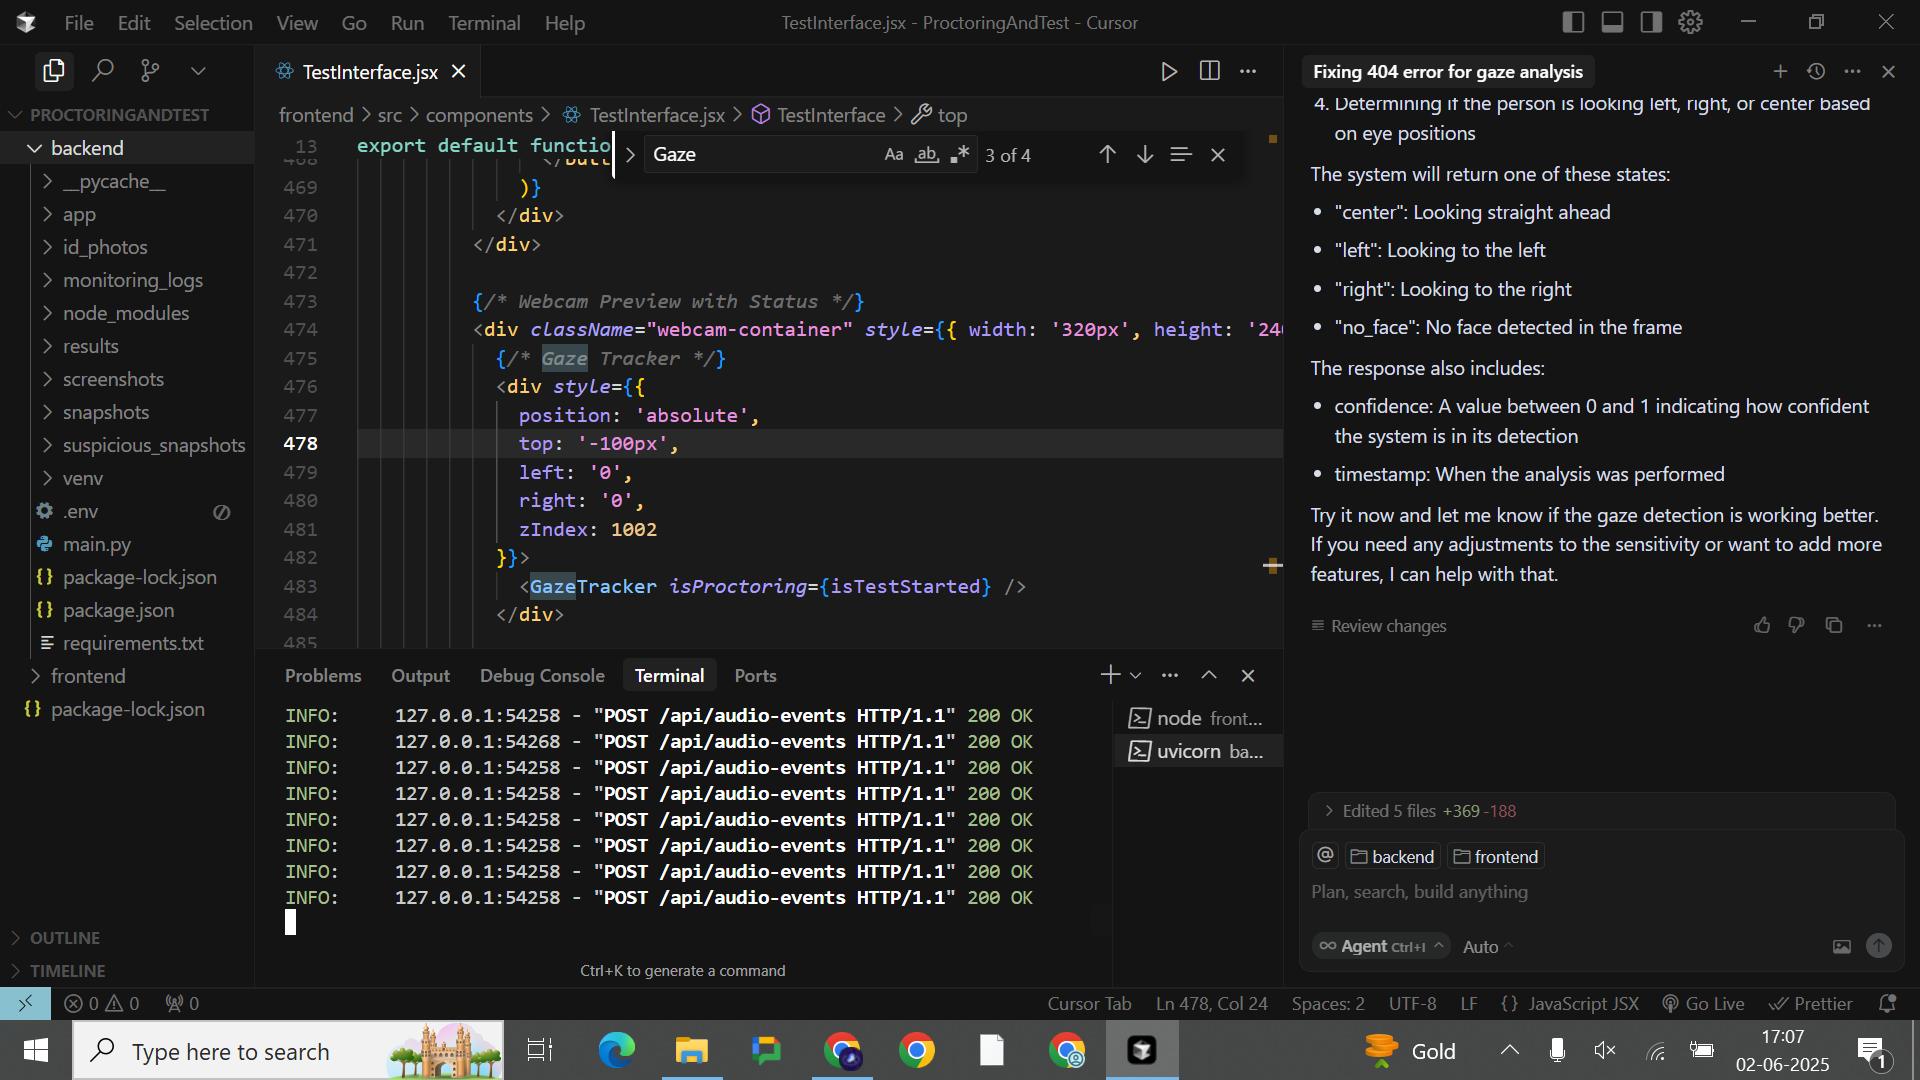 File Edit Selection View Go Run Terminal Help
TestInterface.jsx - ProctoringAndTest - Cursor
PROCTORINGANDTEST
backend
__pycache__
app
id_photos
monitoring_logs
node_modules
results
screenshots
snapshots
suspicious_snapshots
venv
.env
main.py
{} package-lock.json
{} package.json
requirements.txt
frontend
{} package-lock.json
OUTLINE
TIMELINE
TestInterface.jsx
frontend > src > components > TestInterface.jsx > TestInterface > top
13 export default functio
Gaze Aa ab .* 3 of 4
468 </butt
469 )}
470 </div>
471 </div>
472
473 {/* Webcam Preview with Status */}
474 <div className="webcam-container" style={{ width: '320px', height: '240
475 {/* Gaze Tracker */}
476 <div style={{
477 position: 'absolute',
478 top: '-100px',
479 left: '0',
480 right: '0',
481 zIndex: 1002
482 }}>
483 <GazeTracker isProctoring={isTestStarted} />
484 </div>
485
Problems Output Debug Console Terminal Ports
INFO: 127.0.0.1:54258 - "POST /api/audio-events HTTP/1.1" 200 OK
INFO: 127.0.0.1:54268 - "POST /api/audio-events HTTP/1.1" 200 OK
INFO: 127.0.0.1:54258 - "POST /api/audio-events HTTP/1.1" 200 OK
INFO: 127.0.0.1:54258 - "POST /api/audio-events HTTP/1.1" 200 OK
INFO: 127.0.0.1:54258 - "POST /api/audio-events HTTP/1.1" 200 OK
INFO: 127.0.0.1:54258 - "POST /api/audio-events HTTP/1.1" 200 OK
INFO: 127.0.0.1:54258 - "POST /api/audio-events HTTP/1.1" 200 OK
INFO: 127.0.0.1:54258 - "POST /api/audio-events HTTP/1.1" 200 OK
Ctrl+K to generate a command
node front...
uvicorn ba...
Fixing 404 error for gaze analysis
4. Determining if the person is looking left, right, or center based
on eye positions
The system will return one of these states:
• "center": Looking straight ahead
• "left": Looking to the left
• "right": Looking to the right
• "no_face": No face detected in the frame
The response also includes:
• confidence: A value between 0 and 1 indicating how confident
the system is in its detection
• timestamp: When the analysis was performed
Try it now and let me know if the gaze detection is working better.
If you need any adjustments to the sensitivity or want to add more
features, I can help with that.
Review changes
Edited 5 files +369 -188
@ backend frontend
Plan, search, build anything
∞ Agent Ctrl+I Auto
0 0 0
Cursor Tab Ln 478, Col 24 Spaces: 2 UTF-8 LF {} JavaScript JSX Go Live Prettier
Type here to search
Gold
17:07
02-06-2025
1